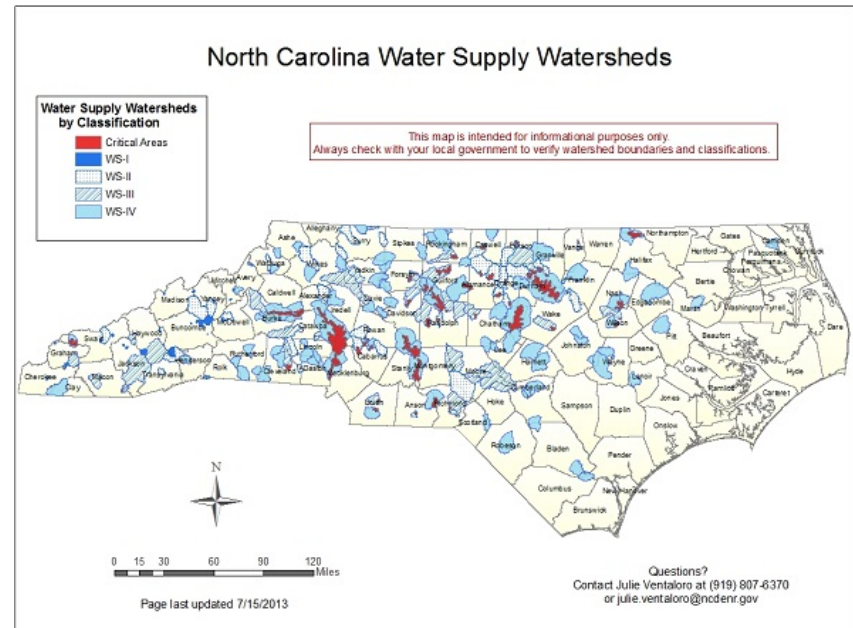 North Carolina Water Supply Watersheds
Water Supply Watersheds
by Classification
Critical Areas
WS-I
WS-II
WS-III
WS-IV
This map is intended for informational purposes only.
Always check with your local government to verify watershed boundaries and classifications.
Ashe
Alleghany
Surry
Rockingham
Caswell
Granville
Vance
Warren
Northampton
Gates
Hertford
Camden
Pasquotank
Perquimans
Chowan
Watauga
Wilkes
Yadkin
Forsyth
Guilford
Alamance
Orange
Durham
Franklin
Halifax
Bertie
Mitchell
Avery
Caldwell
Alexander
Iredell
Davie
Davidson
Randolph
Chatham
Wake
Nash
Edgecombe
Martin
Washington
Tyrrell
Dare
Madison
Yancey
Burke
Catawba
Rowan
Wilson
Pitt
Beaufort
Hyde
Swain
Haywood
Buncombe
McDowell
Lincoln
Cabarrus
Lee
Johnston
Greene
Graham
Jackson
Henderson
Rutherford
Cleveland
Gaston
Stanly
Montgomery
Moore
Harnett
Wayne
Lenoir
Craven
Pamlico
Cherokee
Clay
Macon
Transylvania
Polk
Mecklenburg
Union
Anson
Richmond
Hoke
Cumberland
Sampson
Duplin
Jones
Carteret
Scotland
Robeson
Bladen
Onslow
Pender
Columbus
New Hanover
Brunswick
N
0 15 30 60 90 120
Miles
Page last updated 7/15/2013
Questions?
Contact Julie Ventaloro at (919) 807-6370
or julie.ventaloro@ncdenr.gov